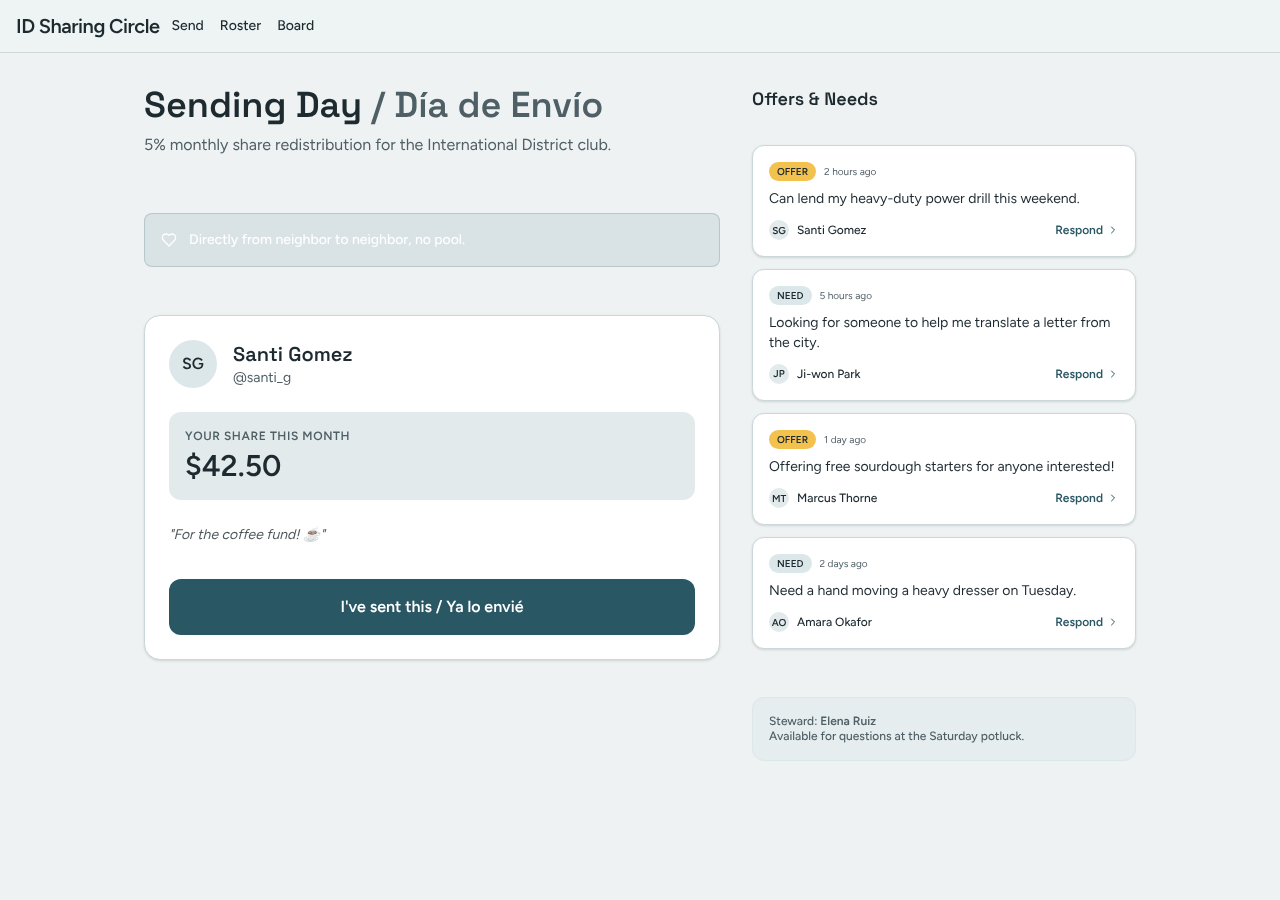 ID Sharing Circle Send Roster Board
Sending Day / Día de Envío
5% monthly share redistribution for the International District club.
Directly from neighbor to neighbor, no pool.
SG Santi Gomez
@santi_g
YOUR SHARE THIS MONTH
$42.50
"For the coffee fund! ☕"
I've sent this / Ya lo envié
Offers & Needs
OFFER 2 hours ago
Can lend my heavy-duty power drill this weekend.
SG Santi Gomez Respond
NEED 5 hours ago
Looking for someone to help me translate a letter from
the city.
JP Ji-won Park Respond
OFFER 1 day ago
Offering free sourdough starters for anyone interested!
MT Marcus Thorne Respond
NEED 2 days ago
Need a hand moving a heavy dresser on Tuesday.
AO Amara Okafor Respond
Steward: Elena Ruiz
Available for questions at the Saturday potluck.